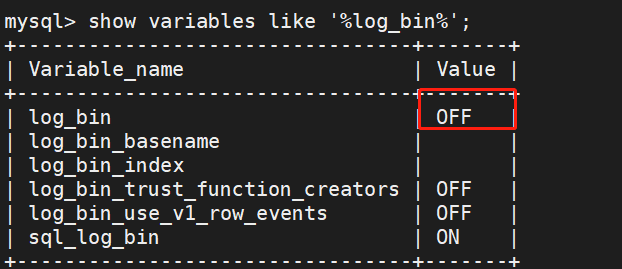 mysql> show variables like '%log_bin%';
+---------------------------------+-------+
| Variable_name                   | Value |
+---------------------------------+-------+
| log_bin                         | OFF   |
| log_bin_basename                |       |
| log_bin_index                   |       |
| log_bin_trust_function_creators | OFF   |
| log_bin_use_v1_row_events       | OFF   |
| sql_log_bin                     | ON    |
+---------------------------------+-------+